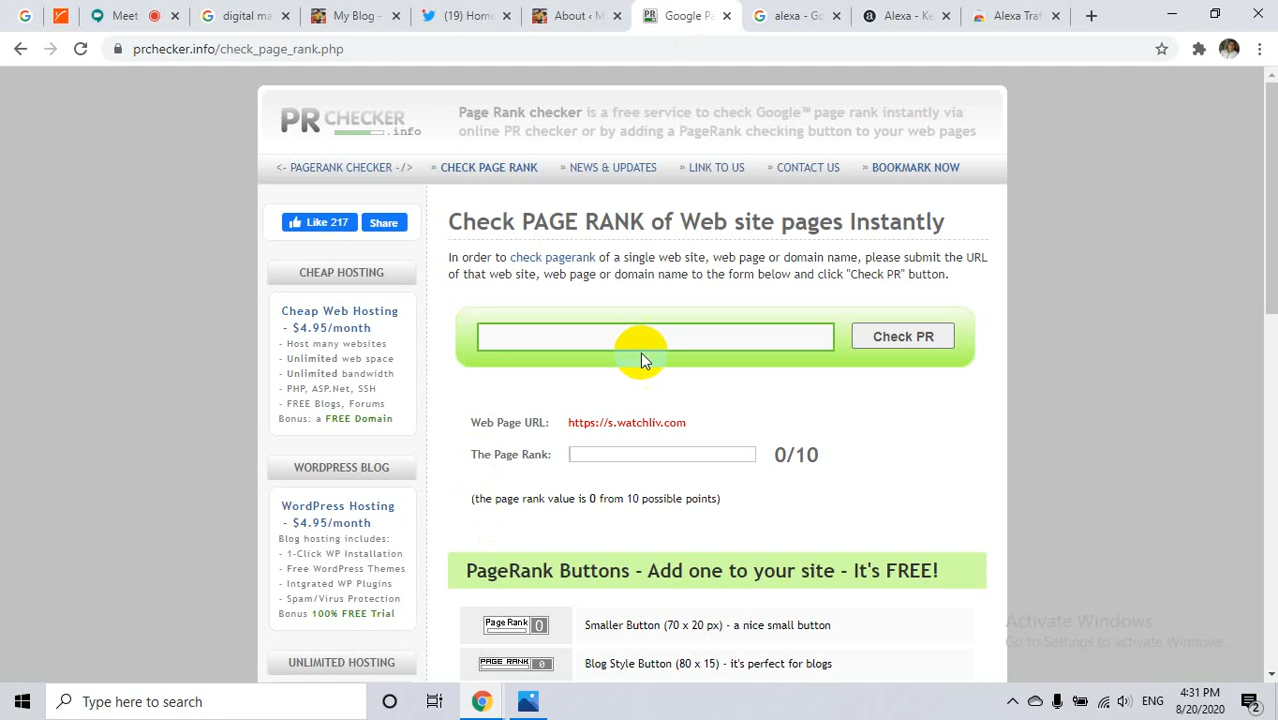 Meet
digital ma
My Blog -
(19) Home
About < M
Google Pa
alexa - Go
Alexa - Ke
Alexa Traf
prchecker.info/check_page_rank.php
PR CHECKER .info
Page Rank checker is a free service to check Google™ page rank instantly via
online PR checker or by adding a PageRank checking button to your web pages
<- PAGERANK CHECKER -/>
» CHECK PAGE RANK
» NEWS & UPDATES
» LINK TO US
» CONTACT US
» BOOKMARK NOW
Like 217
Share
Check PAGE RANK of Web site pages Instantly
In order to check pagerank of a single web site, web page or domain name, please submit the URL
of that web site, web page or domain name to the form below and click "Check PR" button.
Check PR
Web Page URL: https://s.watchliv.com
The Page Rank: 0/10
(the page rank value is 0 from 10 possible points)
CHEAP HOSTING
Cheap Web Hosting
- $4.95/month
- Host many websites
- Unlimited web space
- Unlimited bandwidth
- PHP, ASP.Net, SSH
- FREE Blogs, Forums
Bonus: a FREE Domain
WORDPRESS BLOG
WordPress Hosting
- $4.95/month
Blog hosting includes:
- 1-Click WP Installation
- Free WordPress Themes
- Intgrated WP Plugins
- Spam/Virus Protection
Bonus 100% FREE Trial
UNLIMITED HOSTING
PageRank Buttons - Add one to your site - It's FREE!
PageRank 0
Smaller Button (70 x 20 px) - a nice small button
PAGE RANK 0
Blog Style Button (80 x 15) - it's perfect for blogs
Activate Windows
Go to Settings to activate Windows.
Type here to search
ENG
4:31 PM
8/20/2020
2